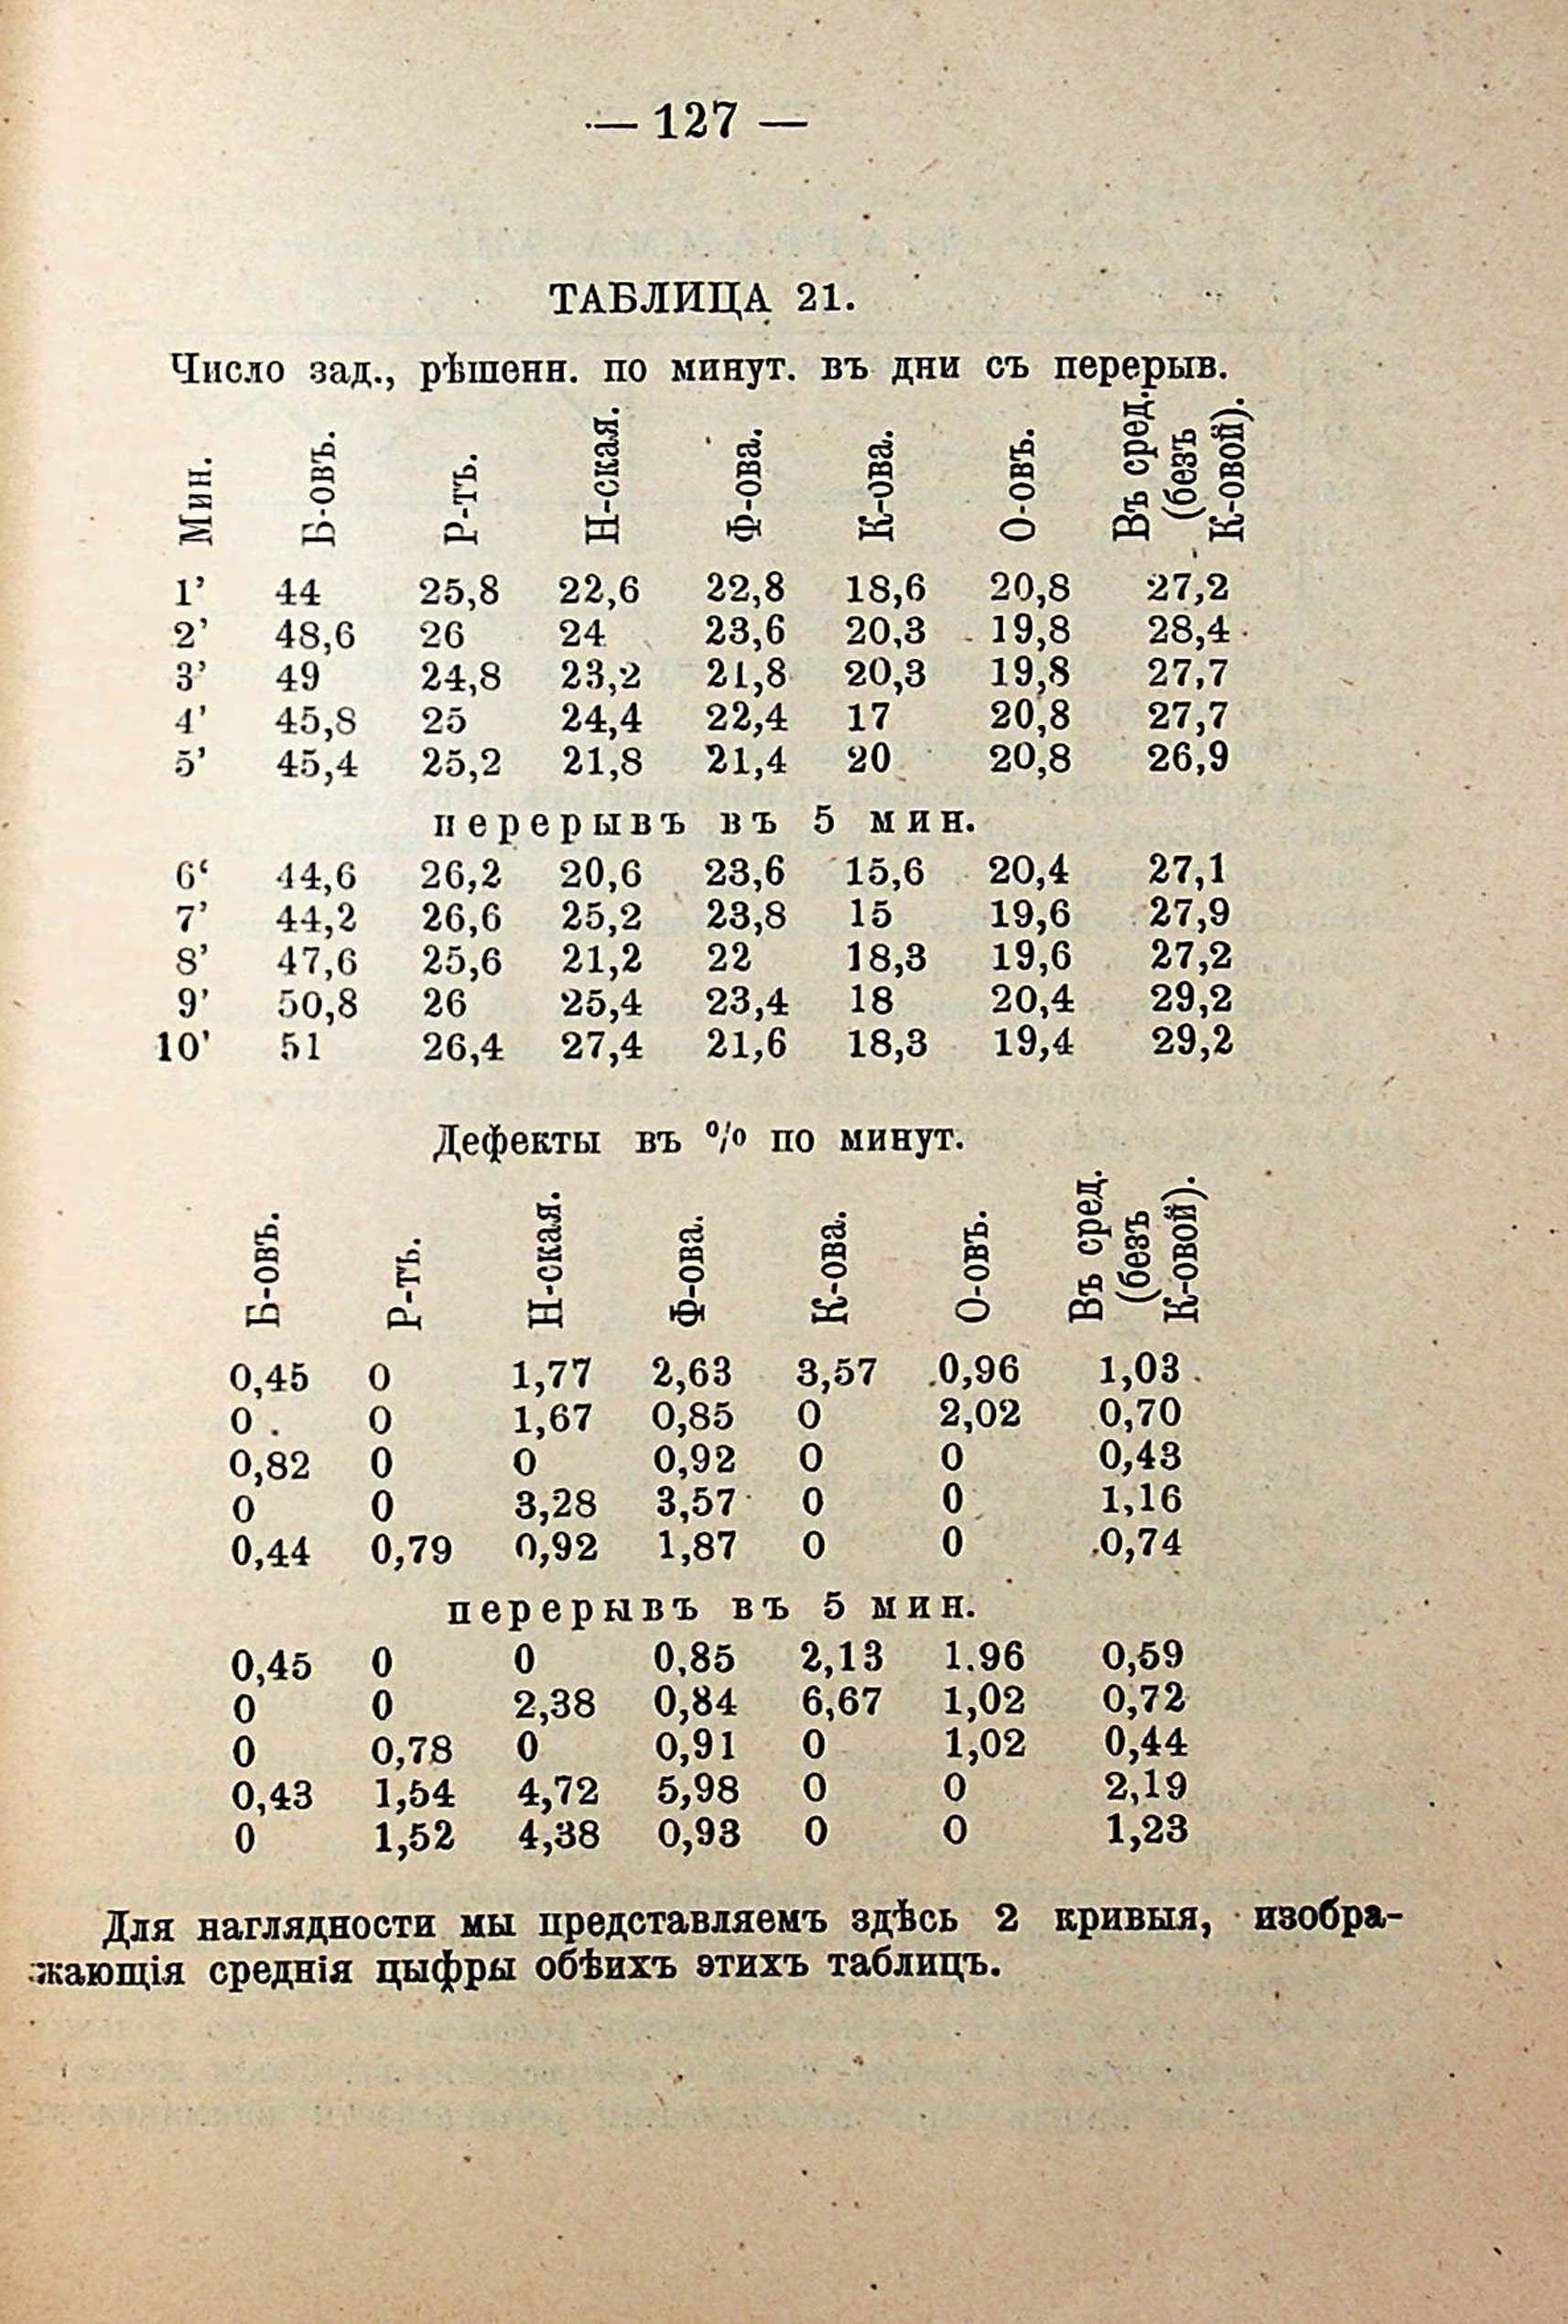 — 127 —
ТАБЛИЦА 21.
Число зад., рѣшенн. по минут. въ дни съ перерыв.
Мин. Б-овъ. Р-тъ. Н-ская. Ф-ова. К-ова. О-овъ. Въ сред. (безъ К-овой).
1’ 44 25,8 22,6 22,8 18,6 20,8 27,2
2’ 48,6 26 24 23,6 20,3 19,8 28,4
3’ 49 24,8 23,2 21,8 20,3 19,8 27,7
4’ 45,8 25 24,4 22,4 17 20,8 27,7
5’ 45,4 25,2 21,8 21,4 20 20,8 26,9
перерывъ въ 5 мин.
6‘ 44,6 26,2 20,6 23,6 15,6 20,4 27,1
7’ 44,2 26,6 25,2 23,8 15 19,6 27,9
8’ 47,6 25,6 21,2 22 18,3 19,6 27,2
9’ 50,8 26 25,4 23,4 18 20,4 29,2
10’ 51 26,4 27,4 21,6 18,3 19,4 29,2
Дефекты въ % по минут.
Б-овъ. Р-тъ. Н-ская. Ф-ова. К-ова. О-овъ. Въ сред. (безъ К-овой).
0,45 0 1,77 2,63 3,57 0,96 1,03
0 0 1,67 0,85 0 2,02 0,70
0,82 0 0 0,92 0 0 0,43
0 0 3,28 3,57 0 0 1,16
0,44 0,79 0,92 1,87 0 0 0,74
перерывъ въ 5 мин.
0,45 0 0 0,85 2,13 1.96 0,59
0 0 2,38 0,84 6,67 1,02 0,72
0 0,78 0 0,91 0 1,02 0,44
0,43 1,54 4,72 5,98 0 0 2,19
0 1,52 4,38 0,93 0 0 1,23
Для наглядности мы представляемъ здѣсь 2 кривыя, изобра-
жающія среднія цыфры обѣихъ этихъ таблицъ.